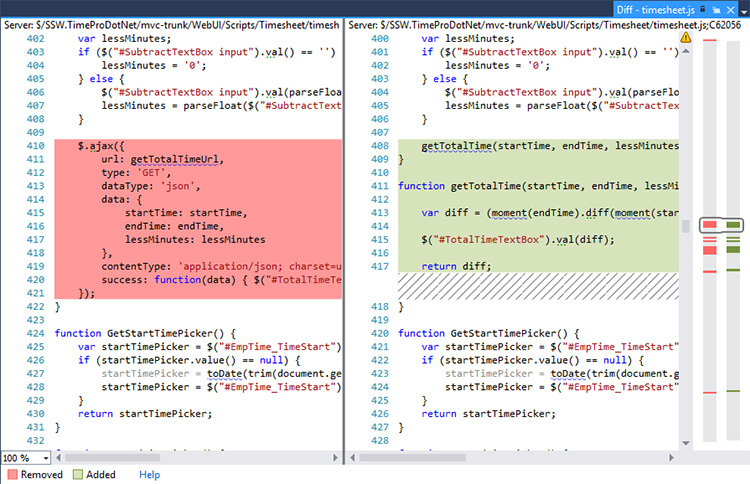 Diff - timesheet.js
Server: $/SSW.TimeProDotNet/mvc-trunk/WebUI/Scripts/Timesheet/timesh
402 var lessMinutes;
403 if ($("#SubtractTextBox input").val() == '')
404 lessMinutes = '0';
405 } else {
406 $("#SubtractTextBox input").val(parseFloa
407 lessMinutes = parseFloat($("#SubtractText
408 }
409
410 $.ajax({
411 url: getTotalTimeUrl,
412 type: 'GET',
413 dataType: 'json',
414 data: {
415 startTime: startTime,
416 endTime: endTime,
417 lessMinutes: lessMinutes
418 },
419 contentType: 'application/json; charset=u
420 success: function(data) { $("#TotalTimeTe
421 });
422 }
423
424 function GetStartTimePicker() {
425 var startTimePicker = $("#EmpTime_TimeStart")
426 if (startTimePicker.value() == null) {
427 startTimePicker = toDate(trim(document.ge
428 startTimePicker = $("#EmpTime_TimeStart")
429 }
430 return startTimePicker;
431 }
432
100 %
Server: $/SSW.TimeProDotNet/mvc-trunk/WebUI/Scripts/Timesheet/timesheet.js;C62056
400 var lessMinutes;
401 if ($("#SubtractTextBox input").val() == '')
402 lessMinutes = '0';
403 } else {
404 $("#SubtractTextBox input").val(parseFloa
405 lessMinutes = parseFloat($("#SubtractText
406 }
407
408 getTotalTime(startTime, endTime, lessMinutes
409 }
410
411 function getTotalTime(startTime, endTime, lessMi
412
413 var diff = (moment(endTime).diff(moment(star
414
415 $("#TotalTimeTextBox").val(diff);
416
417 return diff;
418 }
419
420 function GetStartTimePicker() {
421 var startTimePicker = $("#EmpTime_TimeStart")
422 if (startTimePicker.value() == null) {
423 startTimePicker = toDate(trim(document.ge
424 startTimePicker = $("#EmpTime_TimeStart")
425 }
426 return startTimePicker;
427 }
428
Removed Added Help